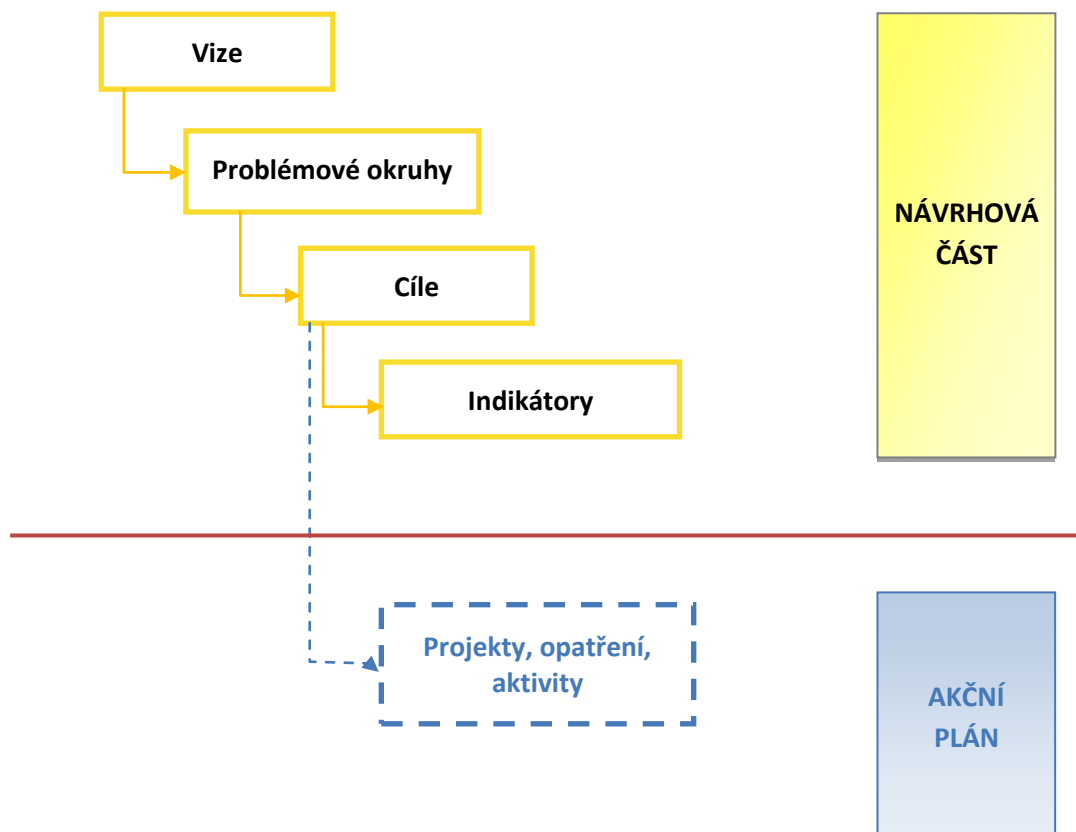 Vize
Problémové okruhy
NÁVRHOVÁ
ČÁST
Cíle
Indikátory
Projekty, opatření,
aktivity
AKČNÍ
PLÁN